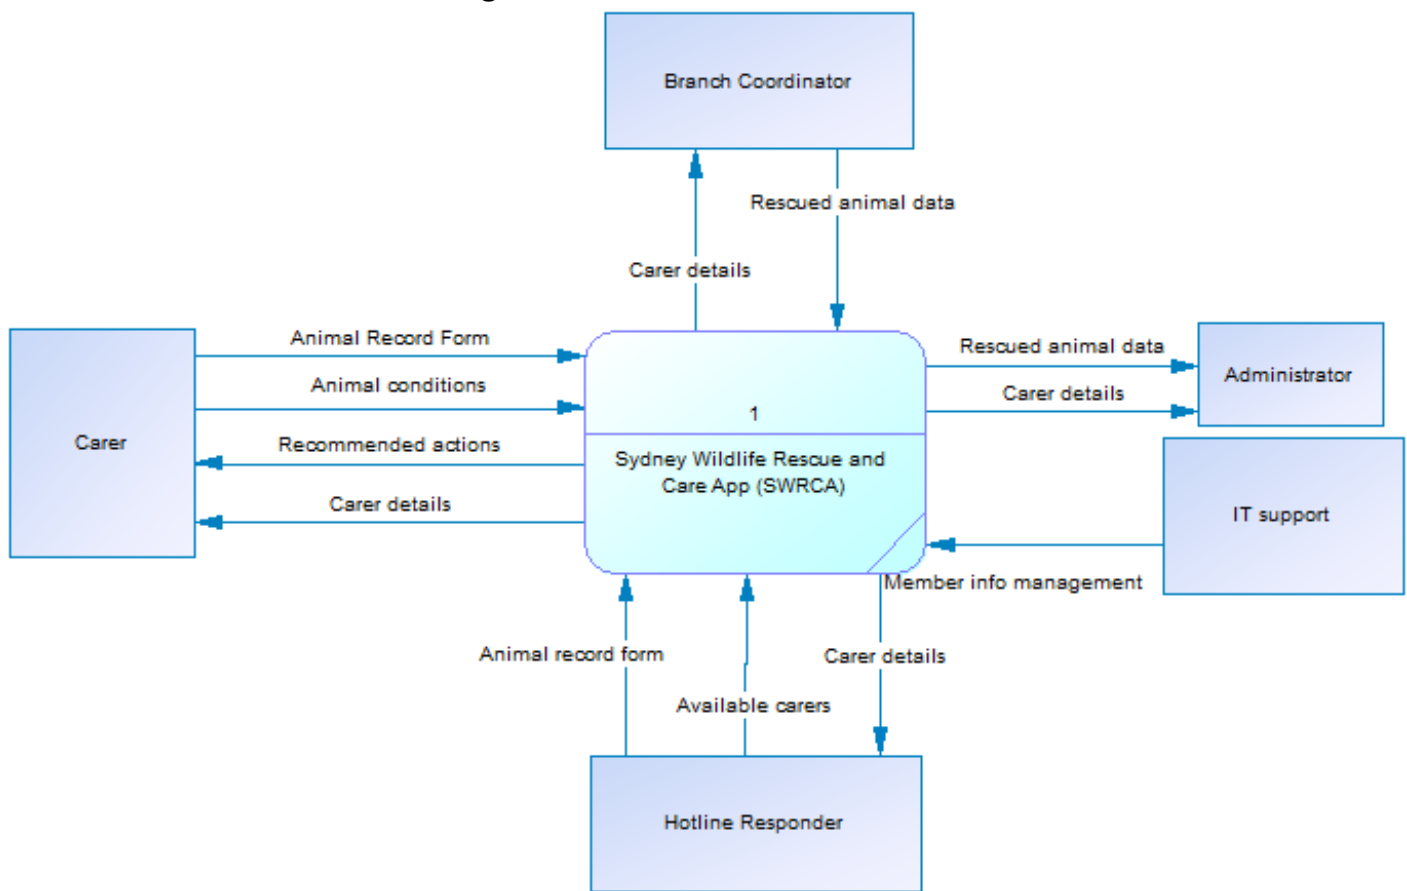 g
Branch Coordinator
Rescued animal data
Carer details
Animal Record Form
Animal conditions
Recommended actions
Carer details
Carer
1
Sydney Wildlife Rescue and
Care App (SWRCA)
Rescued animal data
Carer details
Administrator
IT support
Member info management
Animal record form
Available carers
Carer details
Hotline Responder